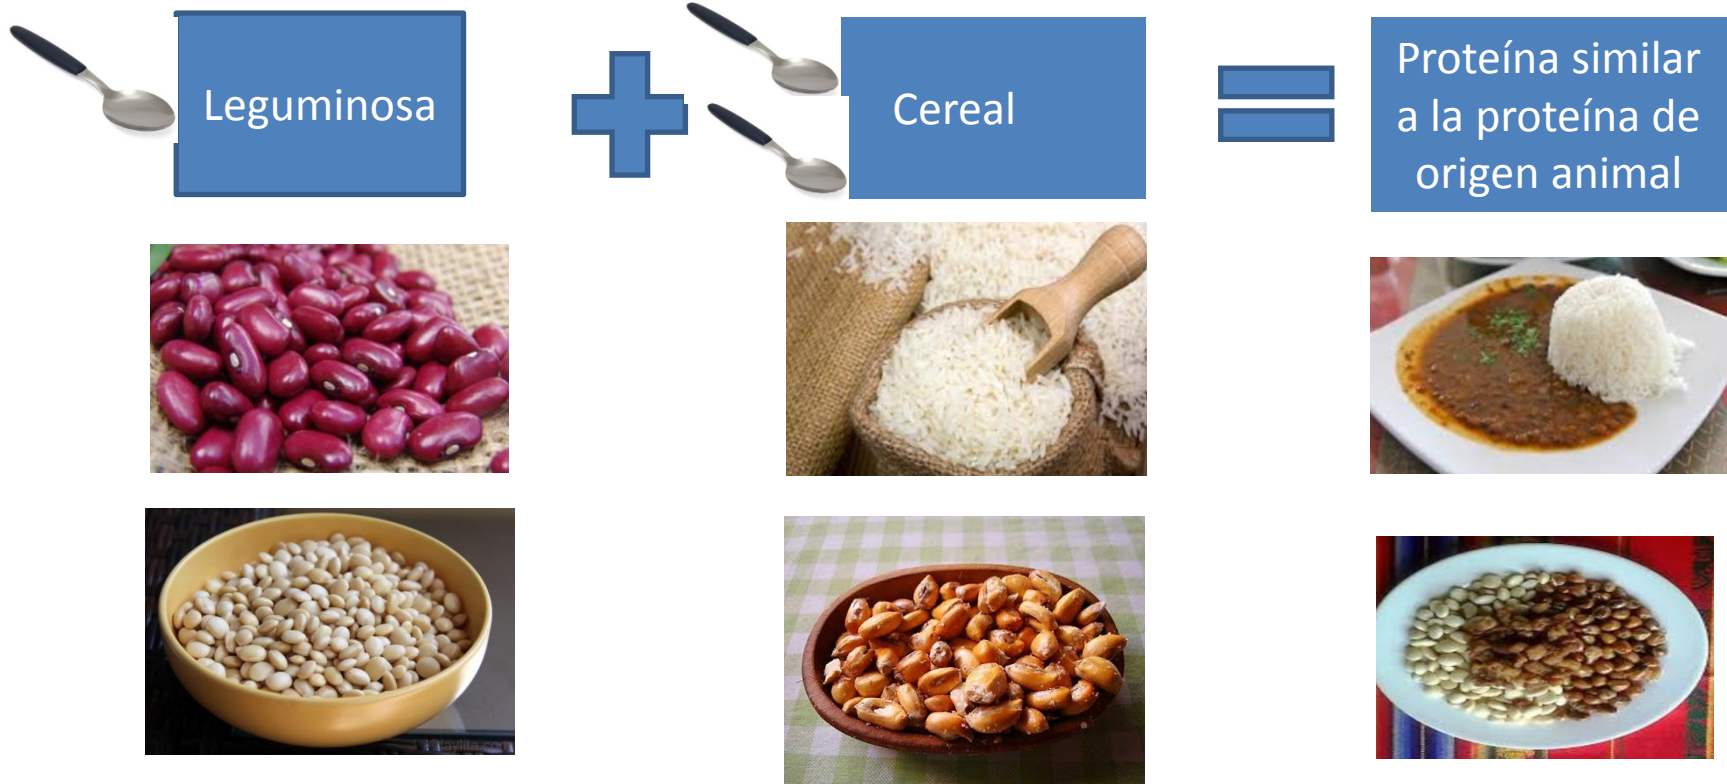 Leguminosa
Cereal
Proteína similar
a la proteína de
origen animal